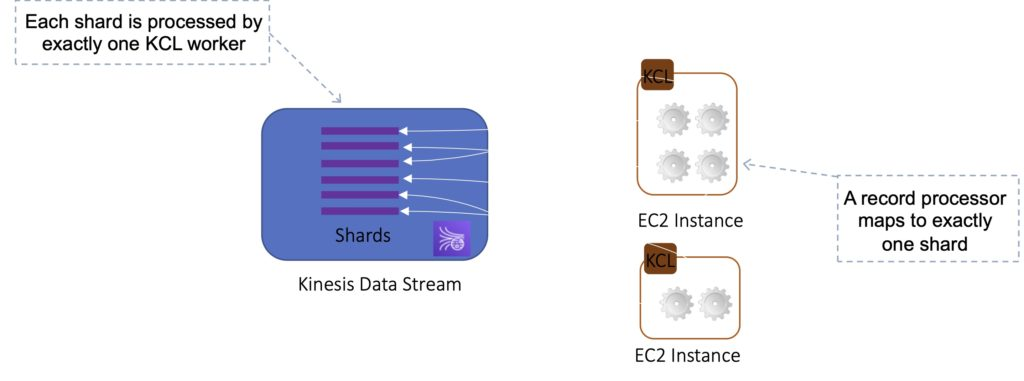 Each shard is processed by
exactly one KCL worker
KCL
Shards
Kinesis Data Stream
EC2 Instance
A record processor
maps to exactly
one shard
KCL
EC2 Instance